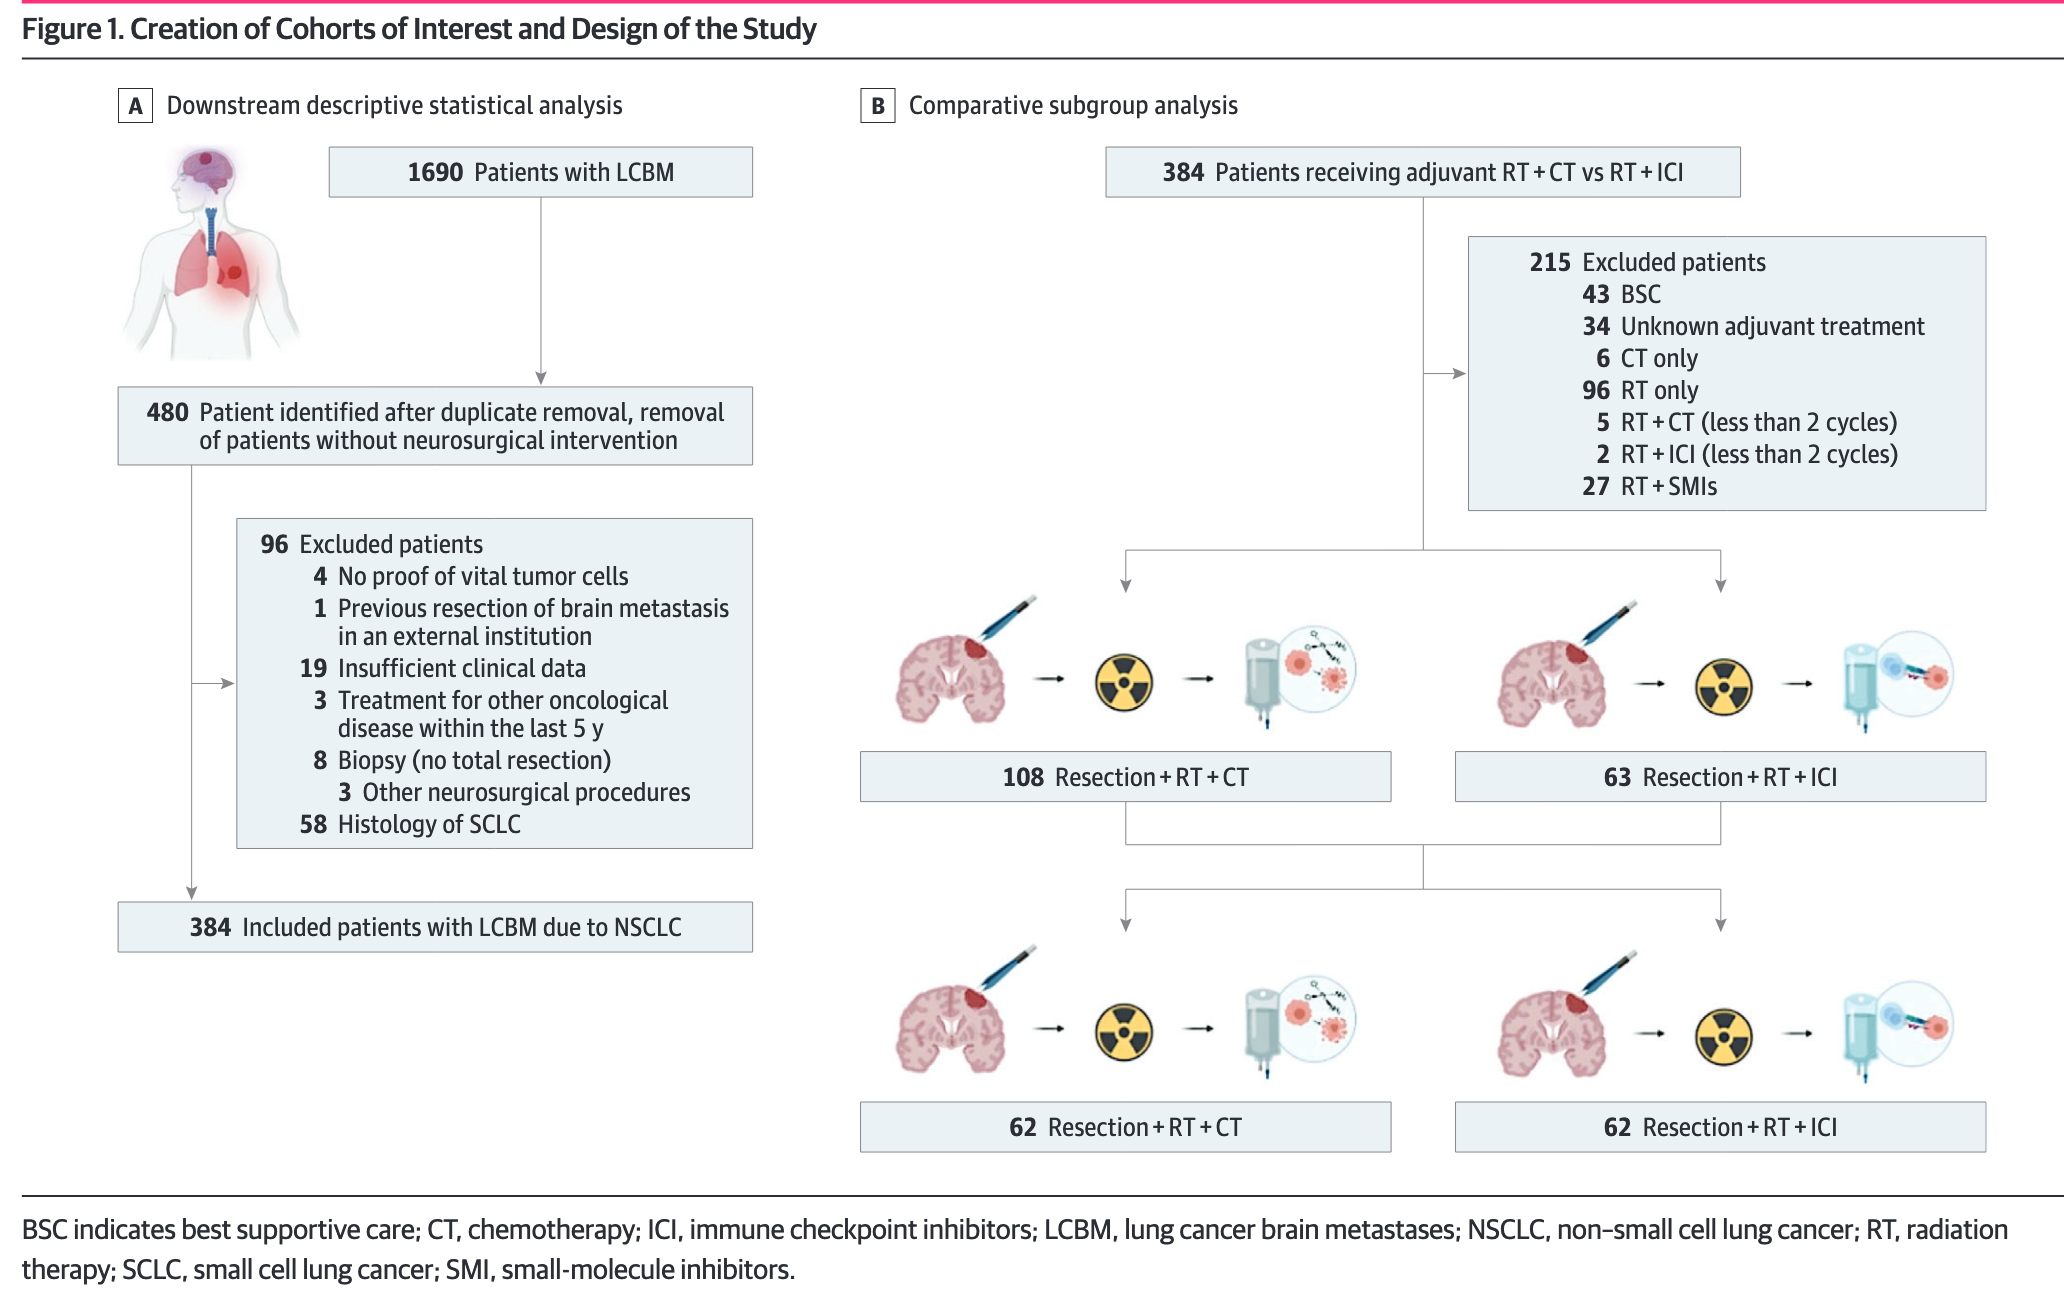 Figure 1. Creation of Cohorts of Interest and Design of the Study
A Downstream descriptive statistical analysis
1690 Patients with LCBM
480 Patient identified after duplicate removal, removal
of patients without neurosurgical intervention
96 Excluded patients
4 No proof of vital tumor cells
1 Previous resection of brain metastasis
in an external institution
19 Insufficient clinical data
3 Treatment for other oncological
disease within the last 5 y
8 Biopsy (no total resection)
3 Other neurosurgical procedures
58 Histology of SCLC
384 Included patients with LCBM due to NSCLC
B Comparative subgroup analysis
384 Patients receiving adjuvant RT + CT vs RT + ICI
215 Excluded patients
43 BSC
34 Unknown adjuvant treatment
6 CT only
96 RT only
5 RT + CT (less than 2 cycles)
2 RT + ICI (less than 2 cycles)
27 RT + SMIs
108 Resection + RT + CT
63 Resection + RT + ICI
62 Resection + RT + CT
62 Resection + RT + ICI
BSC indicates best supportive care; CT, chemotherapy; ICI, immune checkpoint inhibitors; LCBM, lung cancer brain metastases; NSCLC, non–small cell lung cancer; RT, radiation
therapy; SCLC, small cell lung cancer; SMI, small-molecule inhibitors.